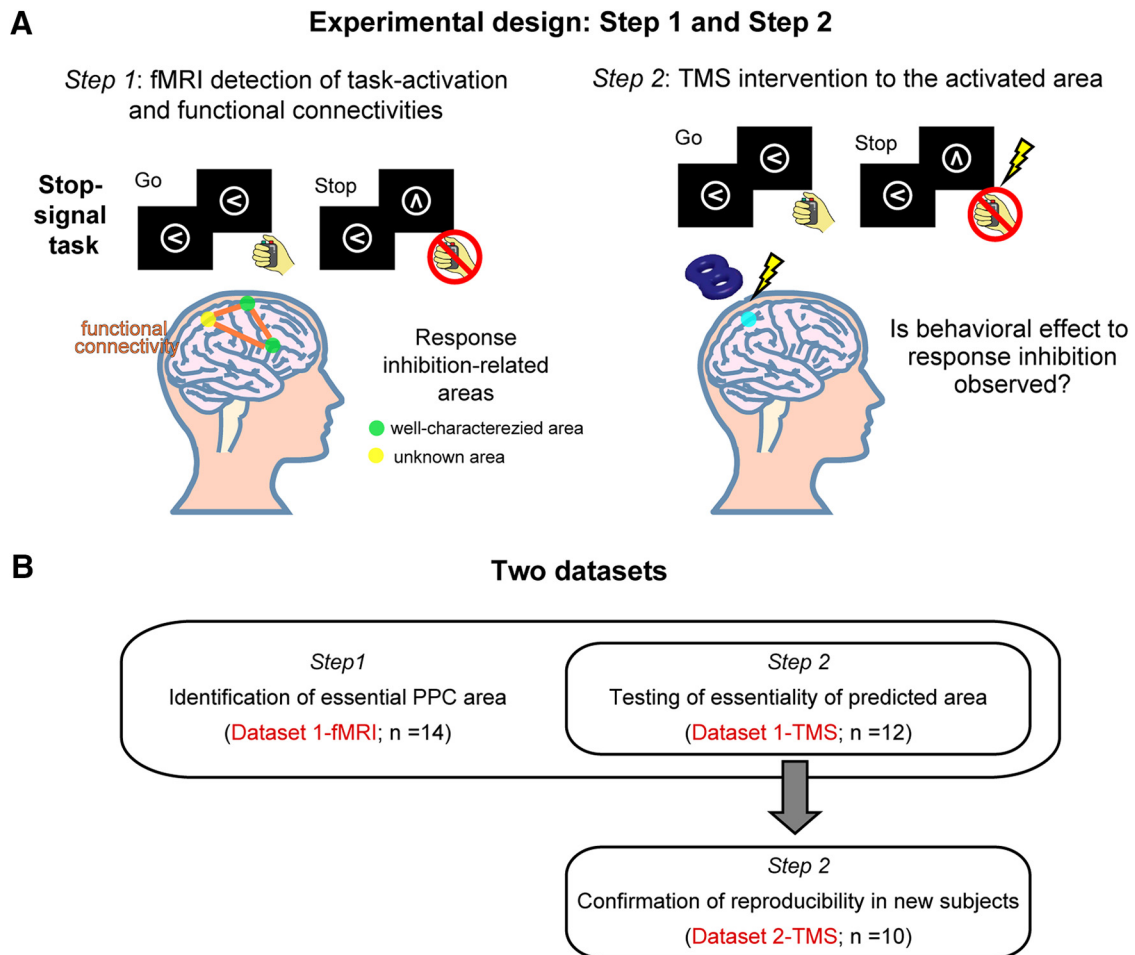 A
Experimental design: Step 1 and Step 2
Step 1: fMRI detection of task-activation
and functional connectivities
Stop-
signal
task
Go
Stop
functional
connectivity
Response
inhibition-related
areas
well-characterezied area
unknown area
Step 2: TMS intervention to the activated area
Go
Stop
Is behavioral effect to
response inhibition
observed?
B
Two datasets
Step1
Identification of essential PPC area
(Dataset 1-fMRI; n =14)
Step 2
Testing of essentiality of predicted area
(Dataset 1-TMS; n =12)
Step 2
Confirmation of reproducibility in new subjects
(Dataset 2-TMS; n =10)